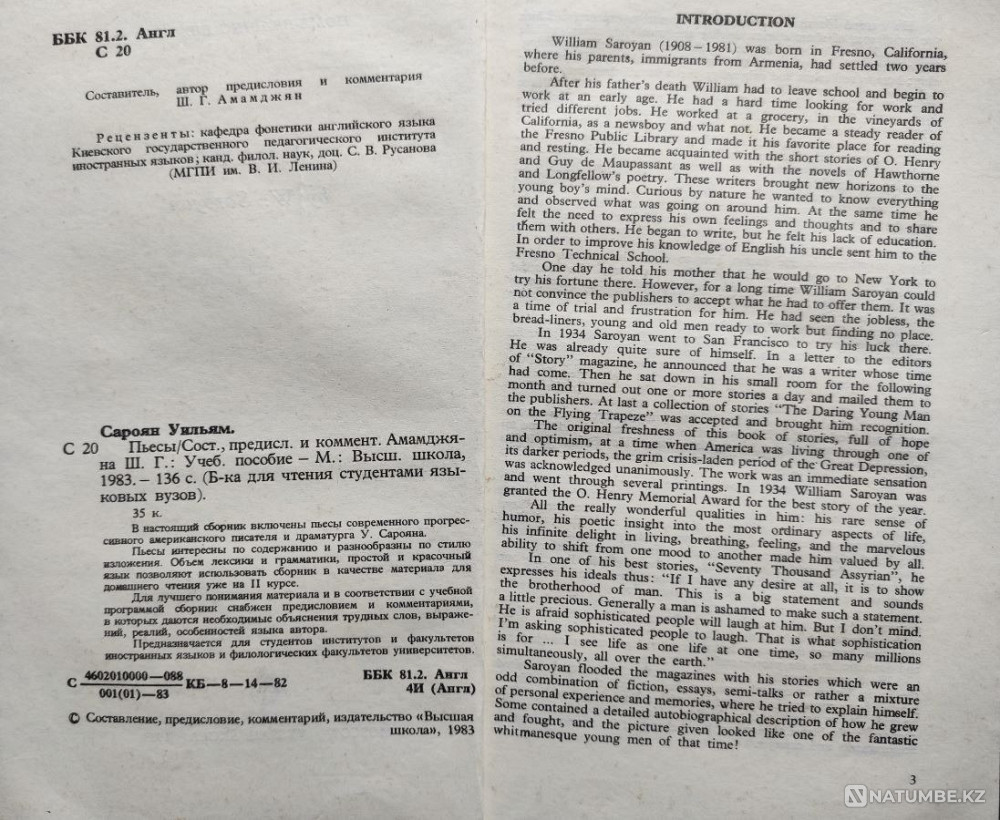 ББК 81.2. Англ
С 20
Составитель, автор предисловия и комментария
Ш. Г. Амамджян
Рецензенты: кафедра фонетики английского языка
Киевского государственного педагогического института
иностранных языков; канд. филол. наук, доц. С. В. Русанова
(МГПИ им. В. И. Ленина)
Сароян Уильям.
С 20 Пьесы/Сост., предисл. и коммент. Амамджя-
на Ш. Г.: Учеб. пособие – М.: Высш. школа,
1983. – 136 с. (Б-ка для чтения студентами язы-
ковых вузов).
35 к.
В настоящий сборник включены пьесы современного прогрес-
сивного американского писателя и драматурга У. Сарояна.
Пьесы интересны по содержанию и разнообразны по стилю
изложения. Объем лексики и грамматики, простой и красочный
язык позволяют использовать сборник в качестве материала для
домашнего чтения уже на II курсе.
Для лучшего понимания материала и в соответствии с учебной
программой сборник снабжен предисловием и комментариями,
в которых даются необходимые объяснения трудных слов, выраже-
ний, реалий, особенностей языка автора.
Предназначается для студентов институтов и факультетов
иностранных языков и филологических факультетов университетов.
С 4602010000—088
001(01)—83 КБ—8—14—82
ББК 81.2. Англ
4И (Англ)
© Составление, предисловие, комментарий, издательство «Высшая
школа», 1983
INTRODUCTION
William Saroyan (1908 – 1981) was born in Fresno, California,
where his parents, immigrants from Armenia, had settled two years
before.
After his father's death William had to leave school and begin to
work at an early age. He had a hard time looking for work and
tried different jobs. He worked at a grocery, in the vineyards of
California, as a newsboy and what not. He became a steady reader of
the Fresno Public Library and made it his favorite place for reading
and resting. He became acquainted with the short stories of O. Henry
and Guy de Maupassant as well as with the novels of Hawthorne
and Longfellow's poetry. These writers brought new horizons to the
young boy's mind. Curious by nature he wanted to know everything
and observed what was going on around him. At the same time he
felt the need to express his own feelings and thoughts and to share
them with others. He began to write, but he felt his lack of education.
In order to improve his knowledge of English his uncle sent him to the
Fresno Technical School.
One day he told his mother that he would go to New York to
try his fortune there. However, for a long time William Saroyan could
not convince the publishers to accept what he had to offer them. It was
a time of trial and frustration for him. He had seen the jobless, the
bread-liners, young and old men ready to work but finding no place.
In 1934 Saroyan went to San Francisco to try his luck there.
He was already quite sure of himself. In a letter to the editors
of "Story" magazine, he announced that he was a writer whose time
had come. Then he sat down in his small room for the following
month and turned out one or more stories a day and mailed them to
the publishers. At last a collection of stories "The Daring Young Man
on the Flying Trapeze" was accepted and brought him recognition.
The original freshness of this book of stories, full of hope
and optimism, at a time when America was living through one of
its darker periods, the grim crisis-laden period of the Great Depression,
was acknowledged unanimously. The work was an immediate sensation
and went through several printings. In 1934 William Saroyan was
granted the O. Henry Memorial Award for the best story of the year.
All the really wonderful qualities in him: his rare sense of
humor, his poetic insight into the most ordinary aspects of life,
his infinite delight in living, breathing, feeling, and the marvelous
ability to shift from one mood to another made him valued by all.
In one of his best stories, "Seventy Thousand Assyrian", he
expresses his ideals thus: "If I have any desire at all, it is to show
the brotherhood of man. This is a big statement and sounds
a little precious. Generally a man is ashamed to make such a statement.
He is afraid sophisticated people will laugh at him. But I don't mind.
I'm asking sophisticated people to laugh. That is what sophistication
is for ... I see life as one life at one time, so many millions
simultaneously, all over the earth."
Saroyan flooded the magazines with his stories which were an
odd combination of fiction, essays, semi-talks or rather a mixture
of personal experience and memories, where he tried to explain himself.
Some contained a detailed autobiographical description of how he grew
and fought, and the picture given looked like one of the fantastic
whitmanesque young men of that time!
3
NATUMBE.KZ